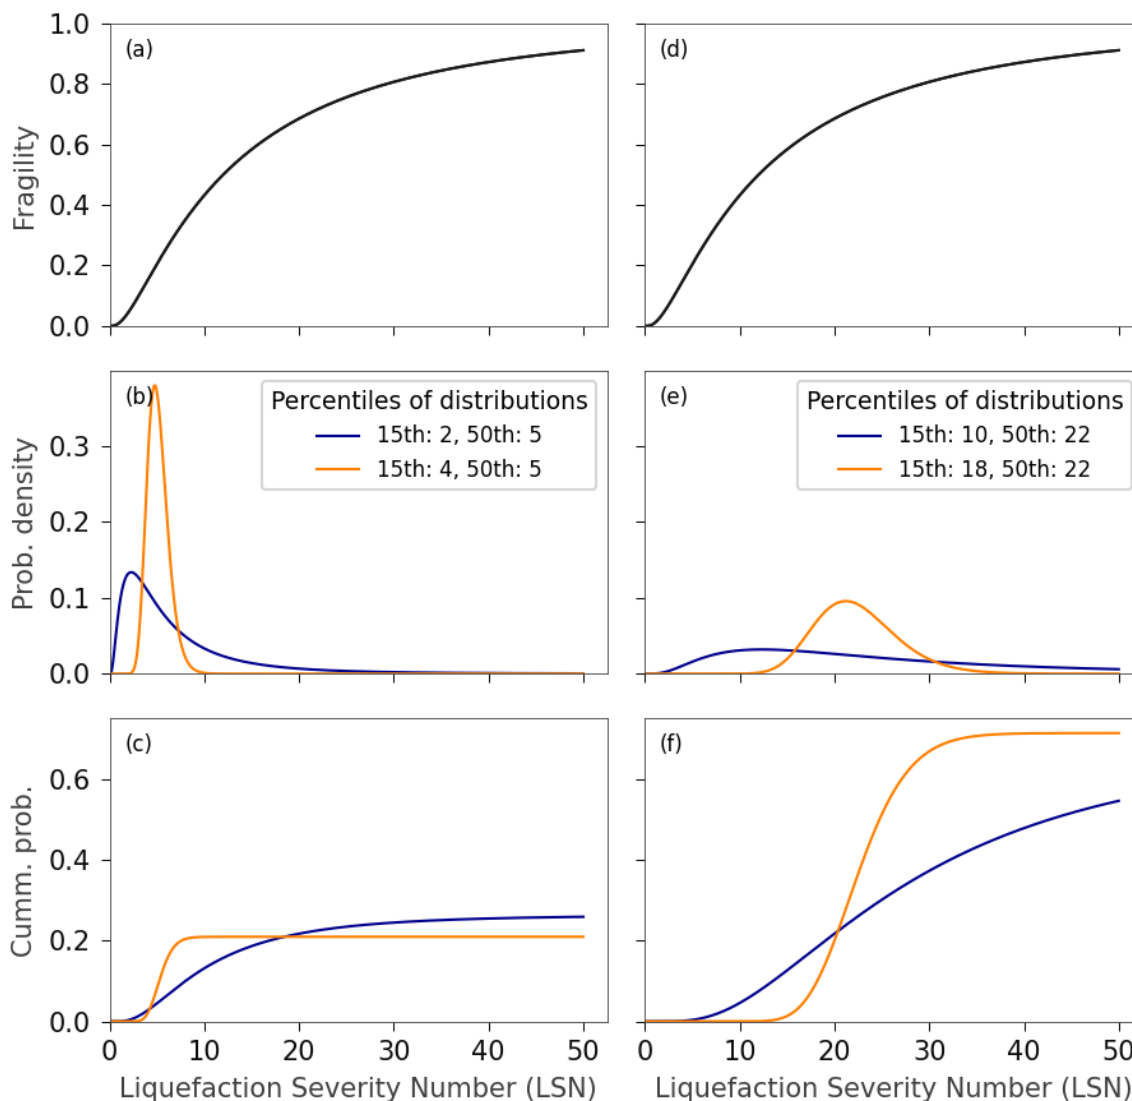 (a)
(d)
1.0
0.8
0.6
0.4
0.2
0.0
Fragility
(b)
Percentiles of distributions
15th: 2, 50th: 5
15th: 4, 50th: 5
(e)
Percentiles of distributions
15th: 10, 50th: 22
15th: 18, 50th: 22
0.3
0.2
0.1
0.0
Prob. density
(c)
(f)
0.6
0.4
0.2
0.0
Cumm. prob.
0 10 20 30 40 50
0 10 20 30 40 50
Liquefaction Severity Number (LSN)
Liquefaction Severity Number (LSN)